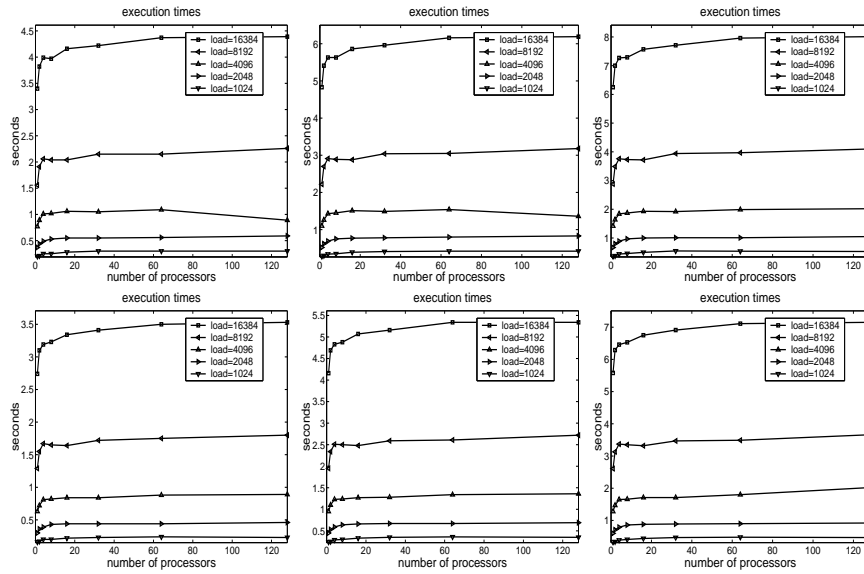 execution times
4.5
4
3.5
3
2.5
2
1.5
1
0.5
seconds
0 20 40 60 80 100 120
number of processors
load=16384
load=8192
load=4096
load=2048
load=1024
execution times
6
5
4
3
2
1
seconds
0 20 40 60 80 100 120
number of processors
load=16384
load=8192
load=4096
load=2048
load=1024
execution times
8
7
6
5
4
3
2
1
seconds
0 20 40 60 80 100 120
number of processors
load=16384
load=8192
load=4096
load=2048
load=1024
execution times
3.5
3
2.5
2
1.5
1
0.5
seconds
0 20 40 60 80 100 120
number of processors
load=16384
load=8192
load=4096
load=2048
load=1024
execution times
5.5
5
4.5
4
3.5
3
2.5
2
1.5
1
0.5
seconds
0 20 40 60 80 100 120
number of processors
load=16384
load=8192
load=4096
load=2048
load=1024
execution times
7
6
5
4
3
2
1
seconds
0 20 40 60 80 100 120
number of processors
load=16384
load=8192
load=4096
load=2048
load=1024